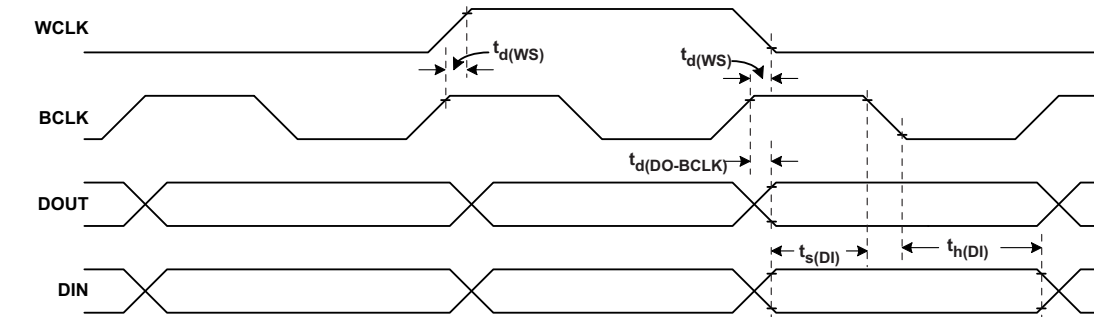 WCLK
td(WS)
td(WS)
BCLK
td(DO-BCLK)
DOUT
ts(DI)
th(DI)
DIN